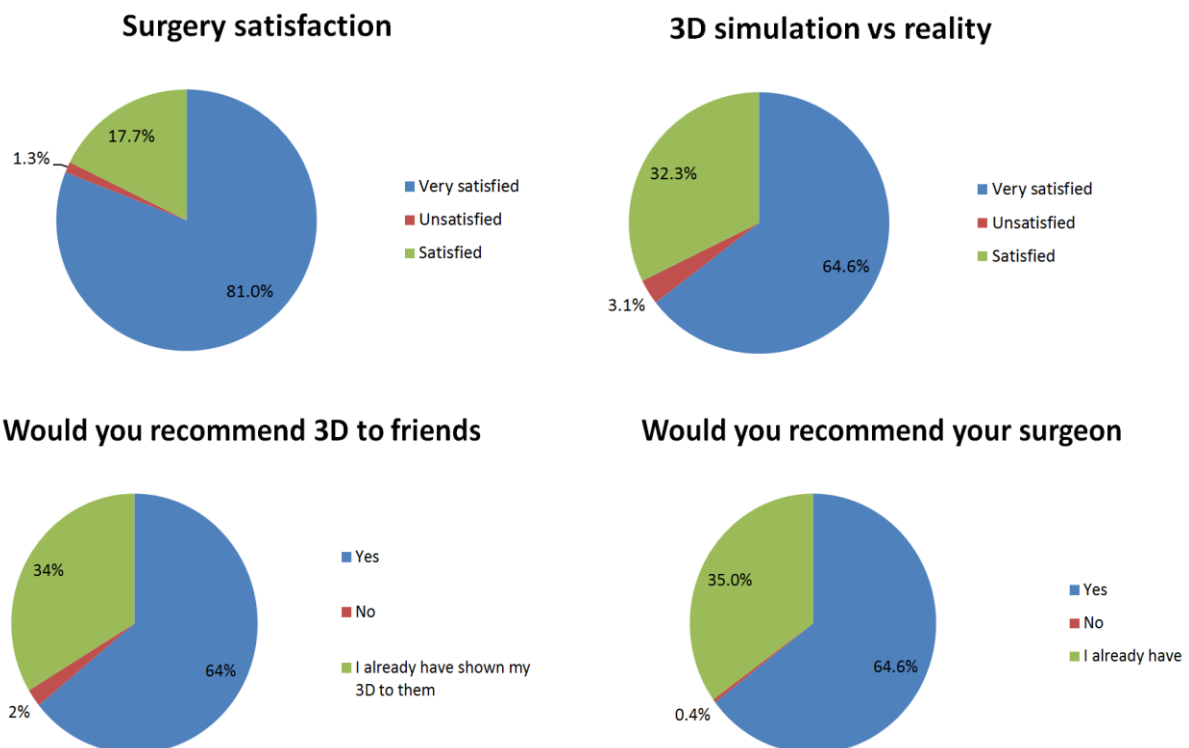 Surgery satisfaction
17.7%
1.3%
81.0%
Very satisfied
Unsatisfied
Satisfied
3D simulation vs reality
32.3%
64.6%
3.1%
Very satisfied
Unsatisfied
Satisfied
Would you recommend 3D to friends
34%
64%
2%
Yes
No
I already have shown my
3D to them
Would you recommend your surgeon
35.0%
64.6%
0.4%
Yes
No
I already have